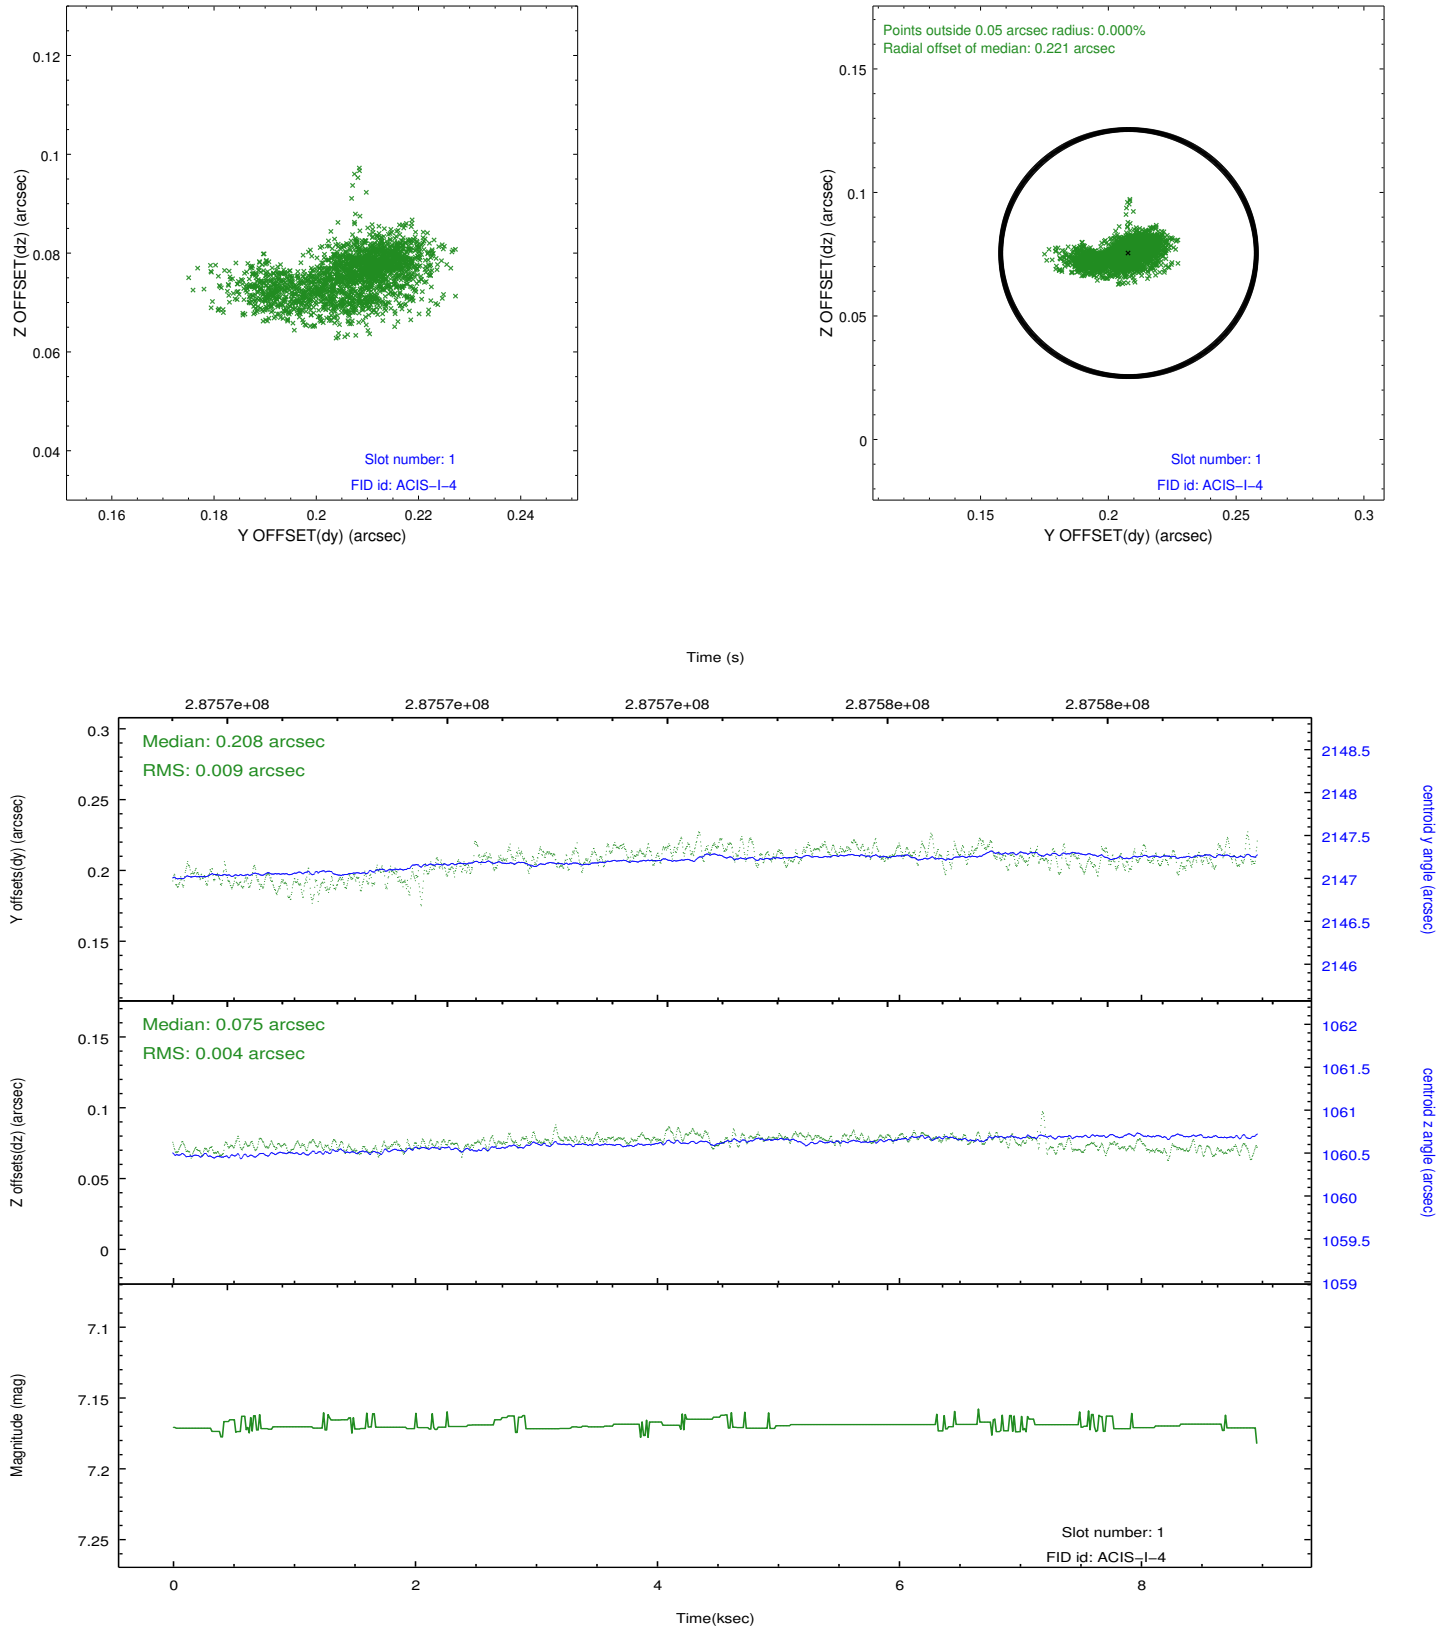 0.12
0.1
0.08
0.06
0.04
Z OFFSET(dz) (arcsec)
Slot number: 1
FID id: ACIS−I−4
0.16 0.18 0.2 0.22 0.24
Y OFFSET(dy) (arcsec)
Points outside 0.05 arcsec radius: 0.000%
Radial offset of median: 0.221 arcsec
0.15
0.1
0.05
0
Z OFFSET(dz) (arcsec)
Slot number: 1
FID id: ACIS−I−4
0.15 0.2 0.25 0.3
Y OFFSET(dy) (arcsec)
Time (s)
2.8757e+08 2.8757e+08 2.8757e+08 2.8758e+08 2.8758e+08
Median: 0.208 arcsec
RMS: 0.009 arcsec
0.3
0.25
0.2
0.15
Y offsets(dy) (arcsec)
2148.5
2148
2147.5
2147
2146.5
2146
centroid y angle (arcsec)
Median: 0.075 arcsec
RMS: 0.004 arcsec
0.15
0.1
0.05
0
Z offsets(dz) (arcsec)
1062
1061.5
1061
1060.5
1060
1059.5
1059
centroid z angle (arcsec)
7.1
7.15
7.2
7.25
Magnitude (mag)
Slot number: 1
FID id: ACIS−I−4
0 2 4 6 8
Time(ksec)